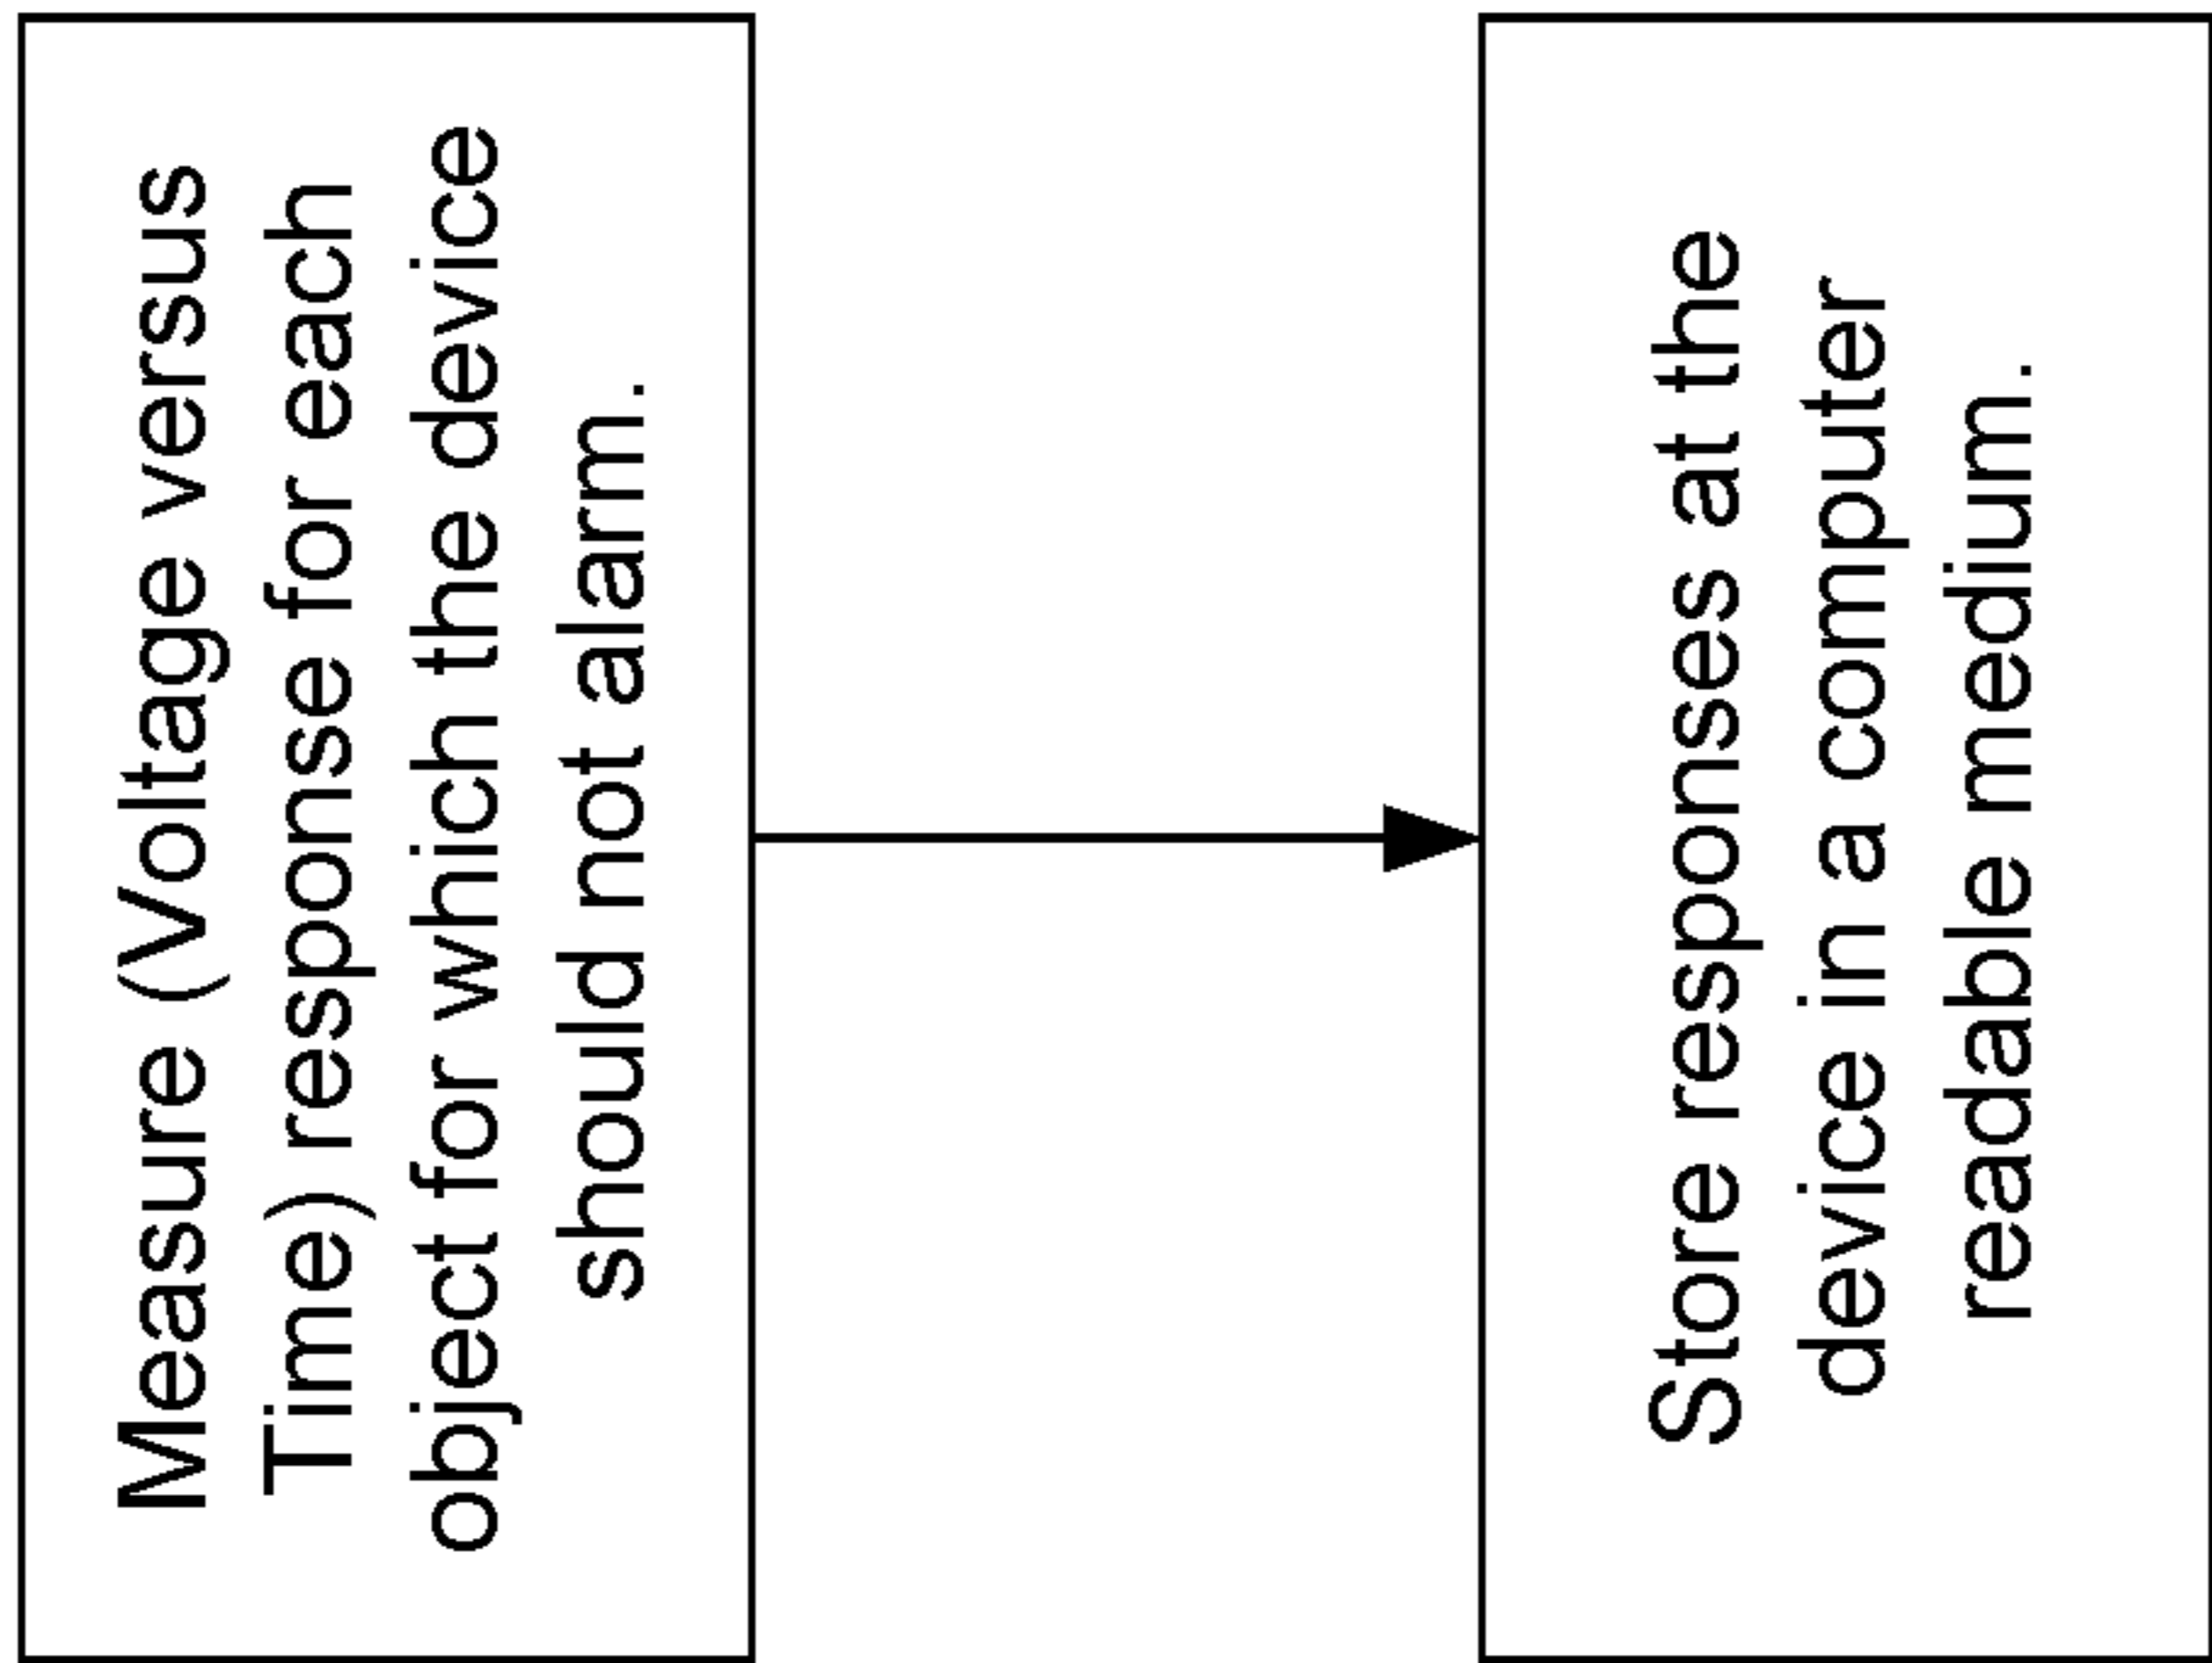 Measure (Voltage versus
Time) response for each
object for which the device
should not alarm.
Store responses at the
device in a computer
readable medium.